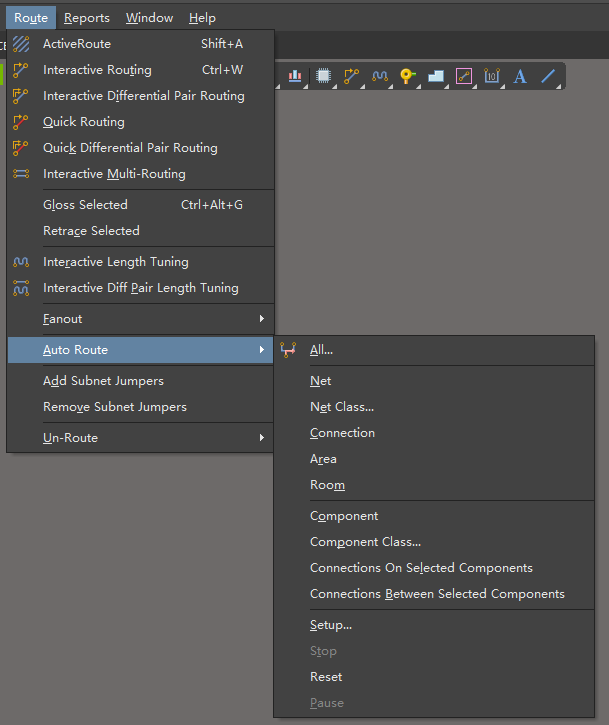 Route Reports Window Help
ActiveRoute Shift+A
Interactive Routing Ctrl+W
Interactive Differential Pair Routing
Quick Routing
Quick Differential Pair Routing
Interactive Multi-Routing
Gloss Selected Ctrl+Alt+G
Retrace Selected
Interactive Length Tuning
Interactive Diff Pair Length Tuning
Fanout
Auto Route
Add Subnet Jumpers
Remove Subnet Jumpers
Un-Route
All...
Net
Net Class...
Connection
Area
Room
Component
Component Class...
Connections On Selected Components
Connections Between Selected Components
Setup...
Stop
Reset
Pause
10
A